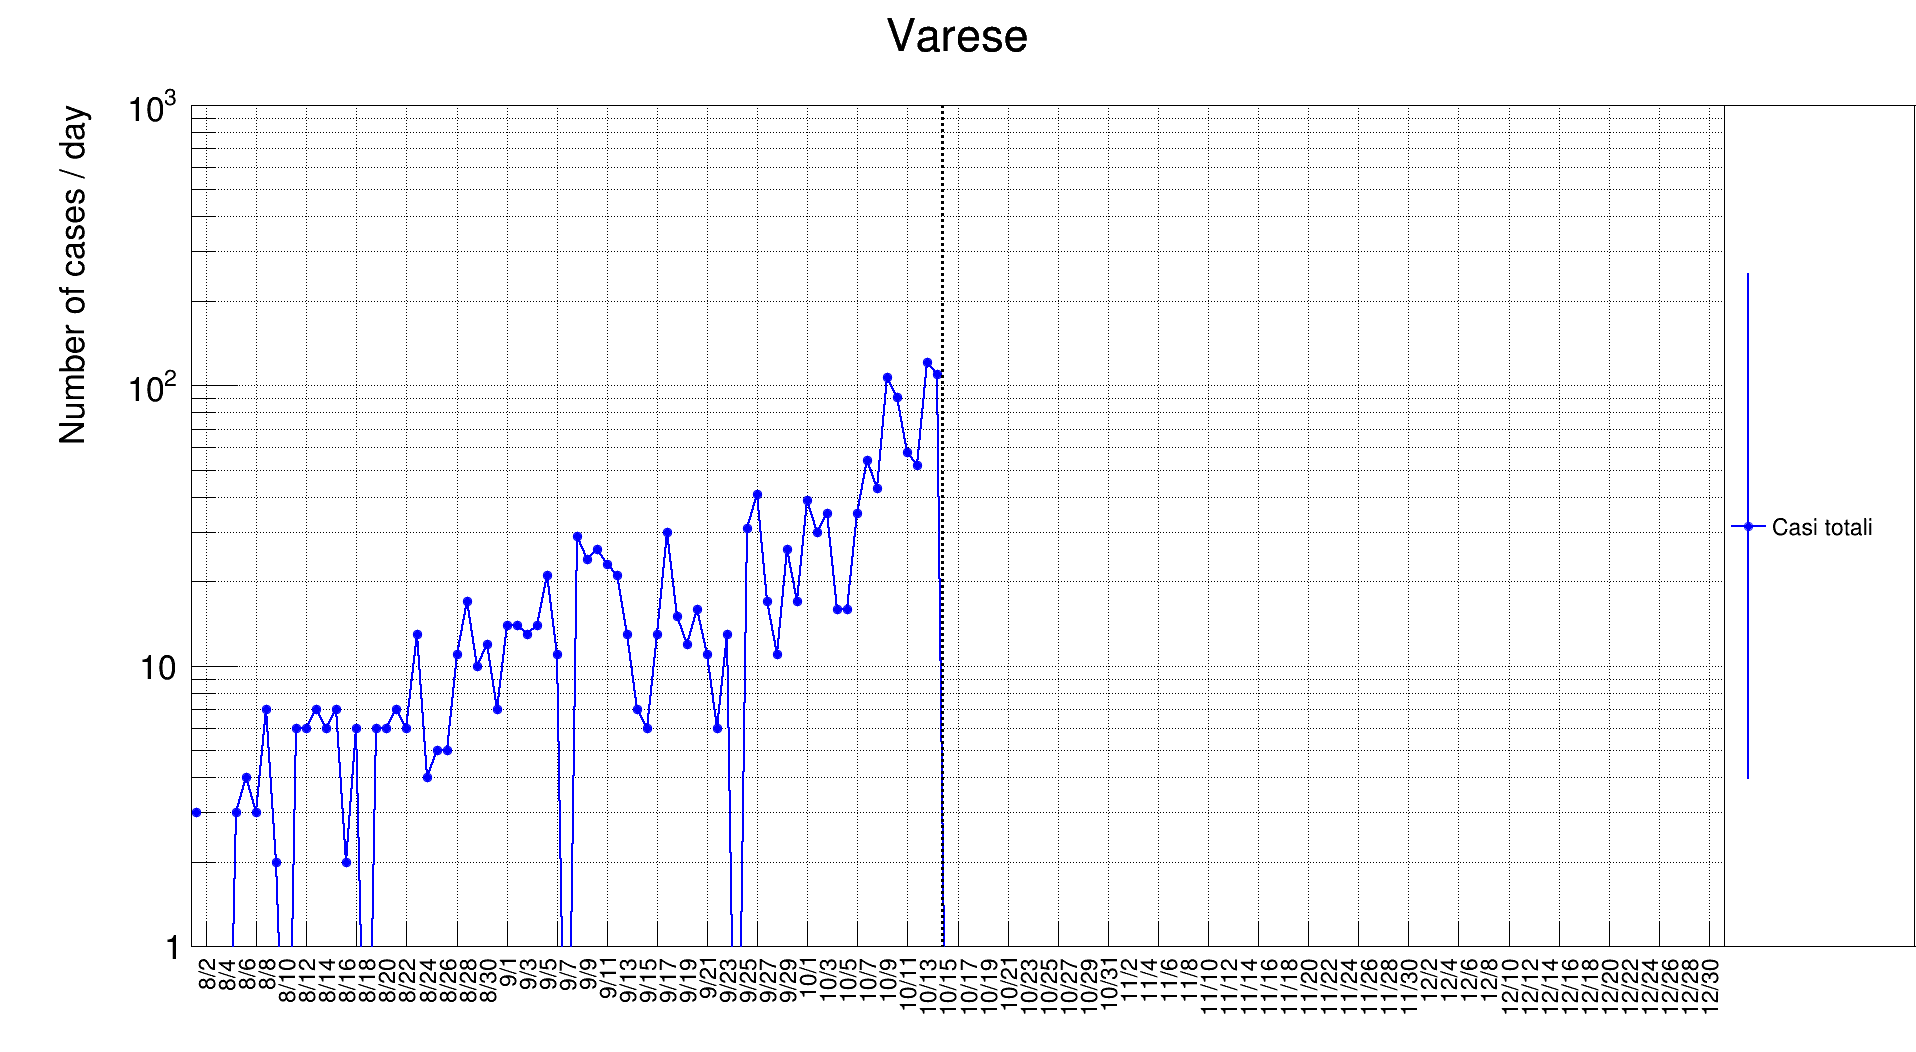 Varese
Number of cases / day
10³
10²
10
1
8/2 8/4 8/6 8/8 8/10 8/12 8/14 8/16 8/18 8/20 8/22 8/24 8/26 8/28 8/30 9/1 9/3 9/5 9/7 9/9 9/11 9/13 9/15 9/17 9/19 9/21 9/23 9/25 9/27 9/29 10/1 10/3 10/5 10/7 10/9 10/11 10/13 10/15 10/17 10/19 10/21 10/23 10/25 10/27 10/29 10/31 11/2 11/4 11/6 11/8 11/10 11/12 11/14 11/16 11/18 11/20 11/22 11/24 11/26 11/28 11/30 12/2 12/4 12/6 12/8 12/10 12/12 12/14 12/16 12/18 12/20 12/22 12/24 12/26 12/28 12/30
Casi totali